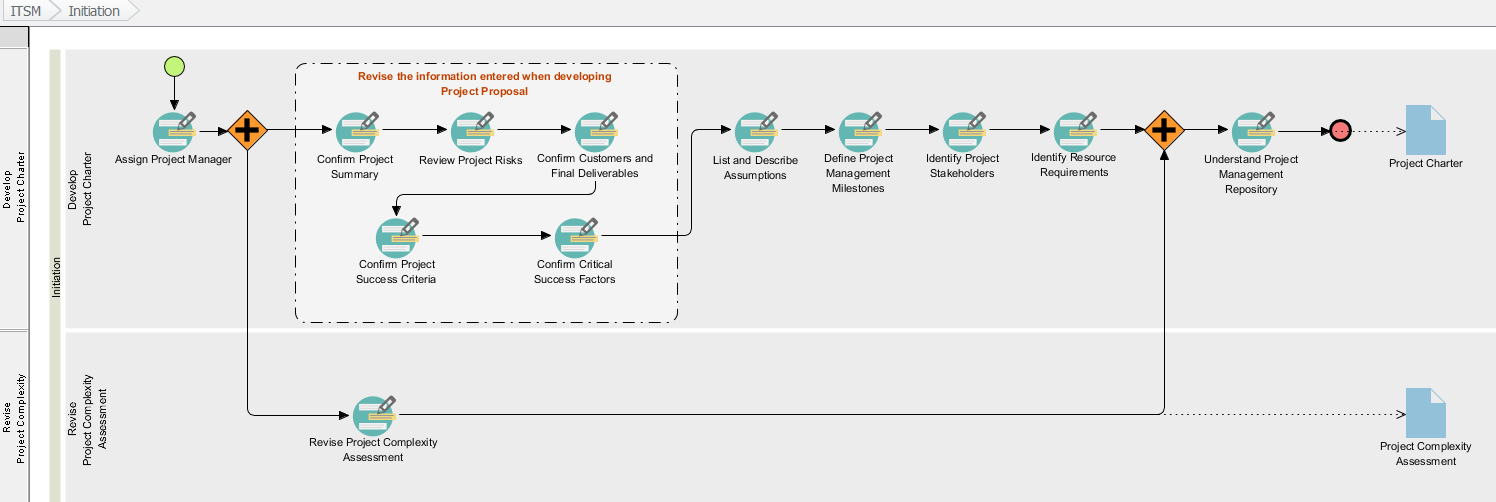 ITSM
Initiation
Develop
Project Charter
Revise
Project Complexity
Initiation
Develop
Project Charter
Revise
Project Complexity
Assessment
Revise the information entered when developing
Project Proposal
Assign Project Manager
Confirm Project
Summary
Review Project Risks
Confirm Customers and
Final Deliverables
Confirm Project
Success Criteria
Confirm Critical
Success Factors
List and Describe
Assumptions
Define Project
Management
Milestones
Identify Project
Stakeholders
Identify Resource
Requirements
Understand Project
Management
Repository
Project Charter
Revise Project Complexity
Assessment
Project Complexity
Assessment